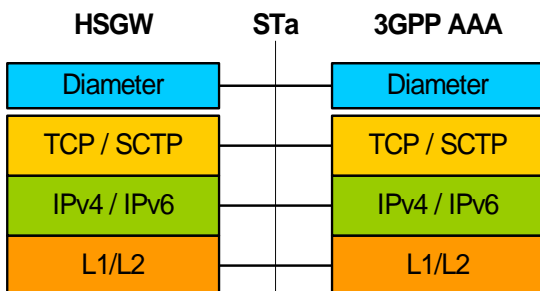 HSGW STa 3GPP AAA
Diameter Diameter
TCP / SCTP TCP / SCTP
IPv4 / IPv6 IPv4 / IPv6
L1/L2 L1/L2